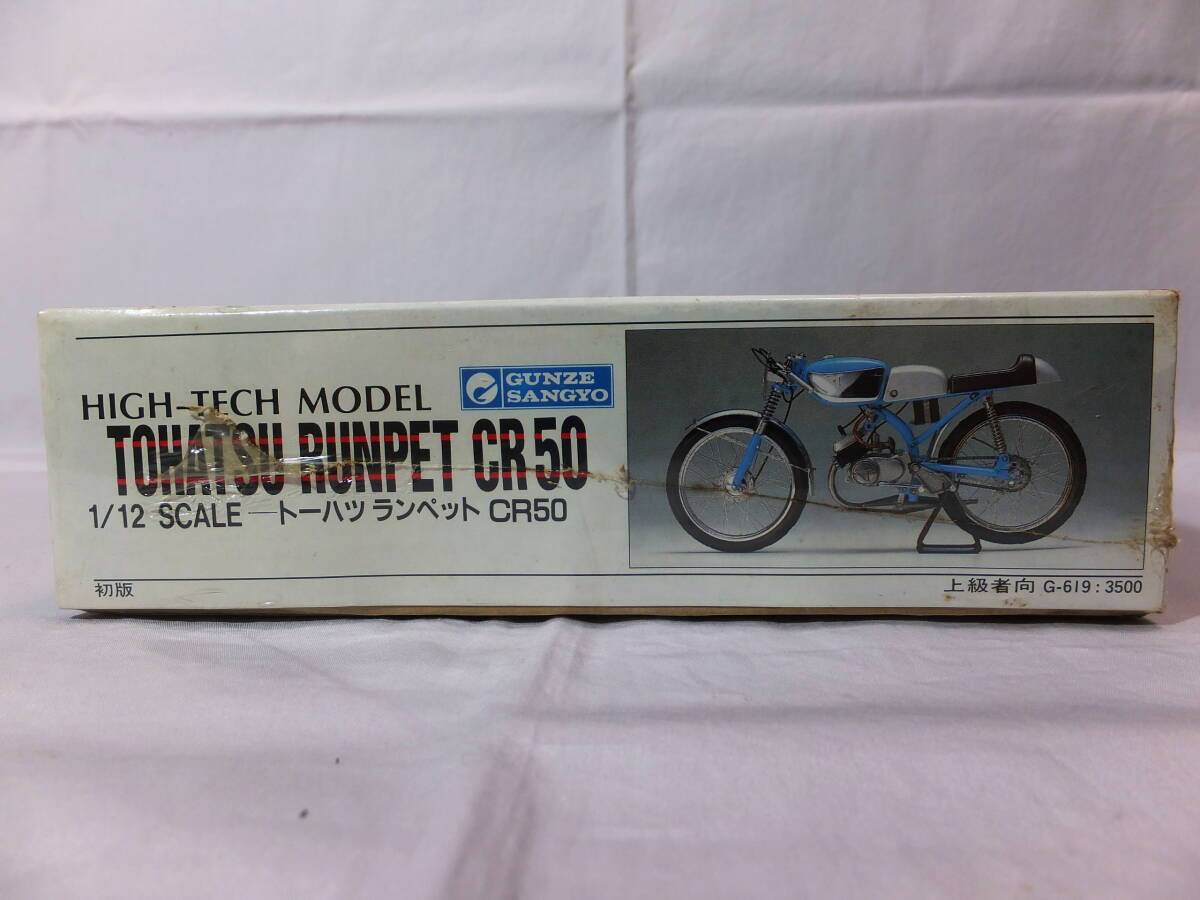 HIGH-TECH MODEL
GUNZE
SANGYO
TOHATSU RUNPET CR50
1/12 SCALE—トーハツ ランペット CR50
初版
上級者向 G-619:3500